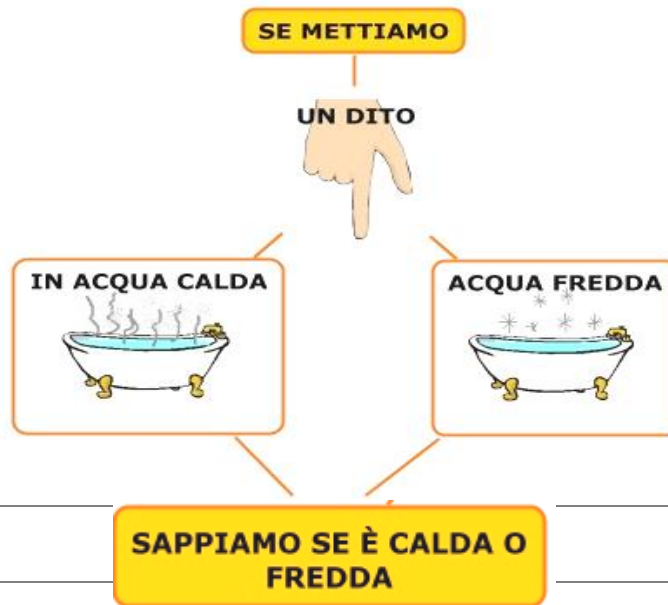 SE METTIAMO
UN DITO
IN ACQUA CALDA
ACQUA FREDDA
SAPPIAMO SE È CALDA O
FREDDA